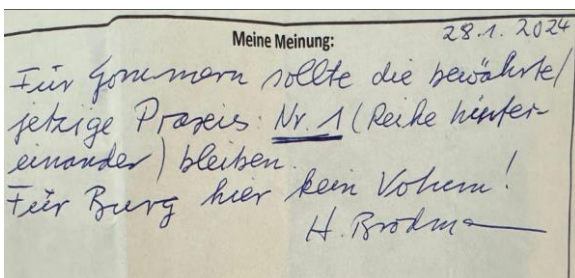 Meine Meinung:
28.1.2024
Für Gommern sollte die bewährte/
jetzige Praxis: Nr. 1 (Reihe hinter-
einander) bleiben.
Für Burg hier kein Votum!
H. Brodma